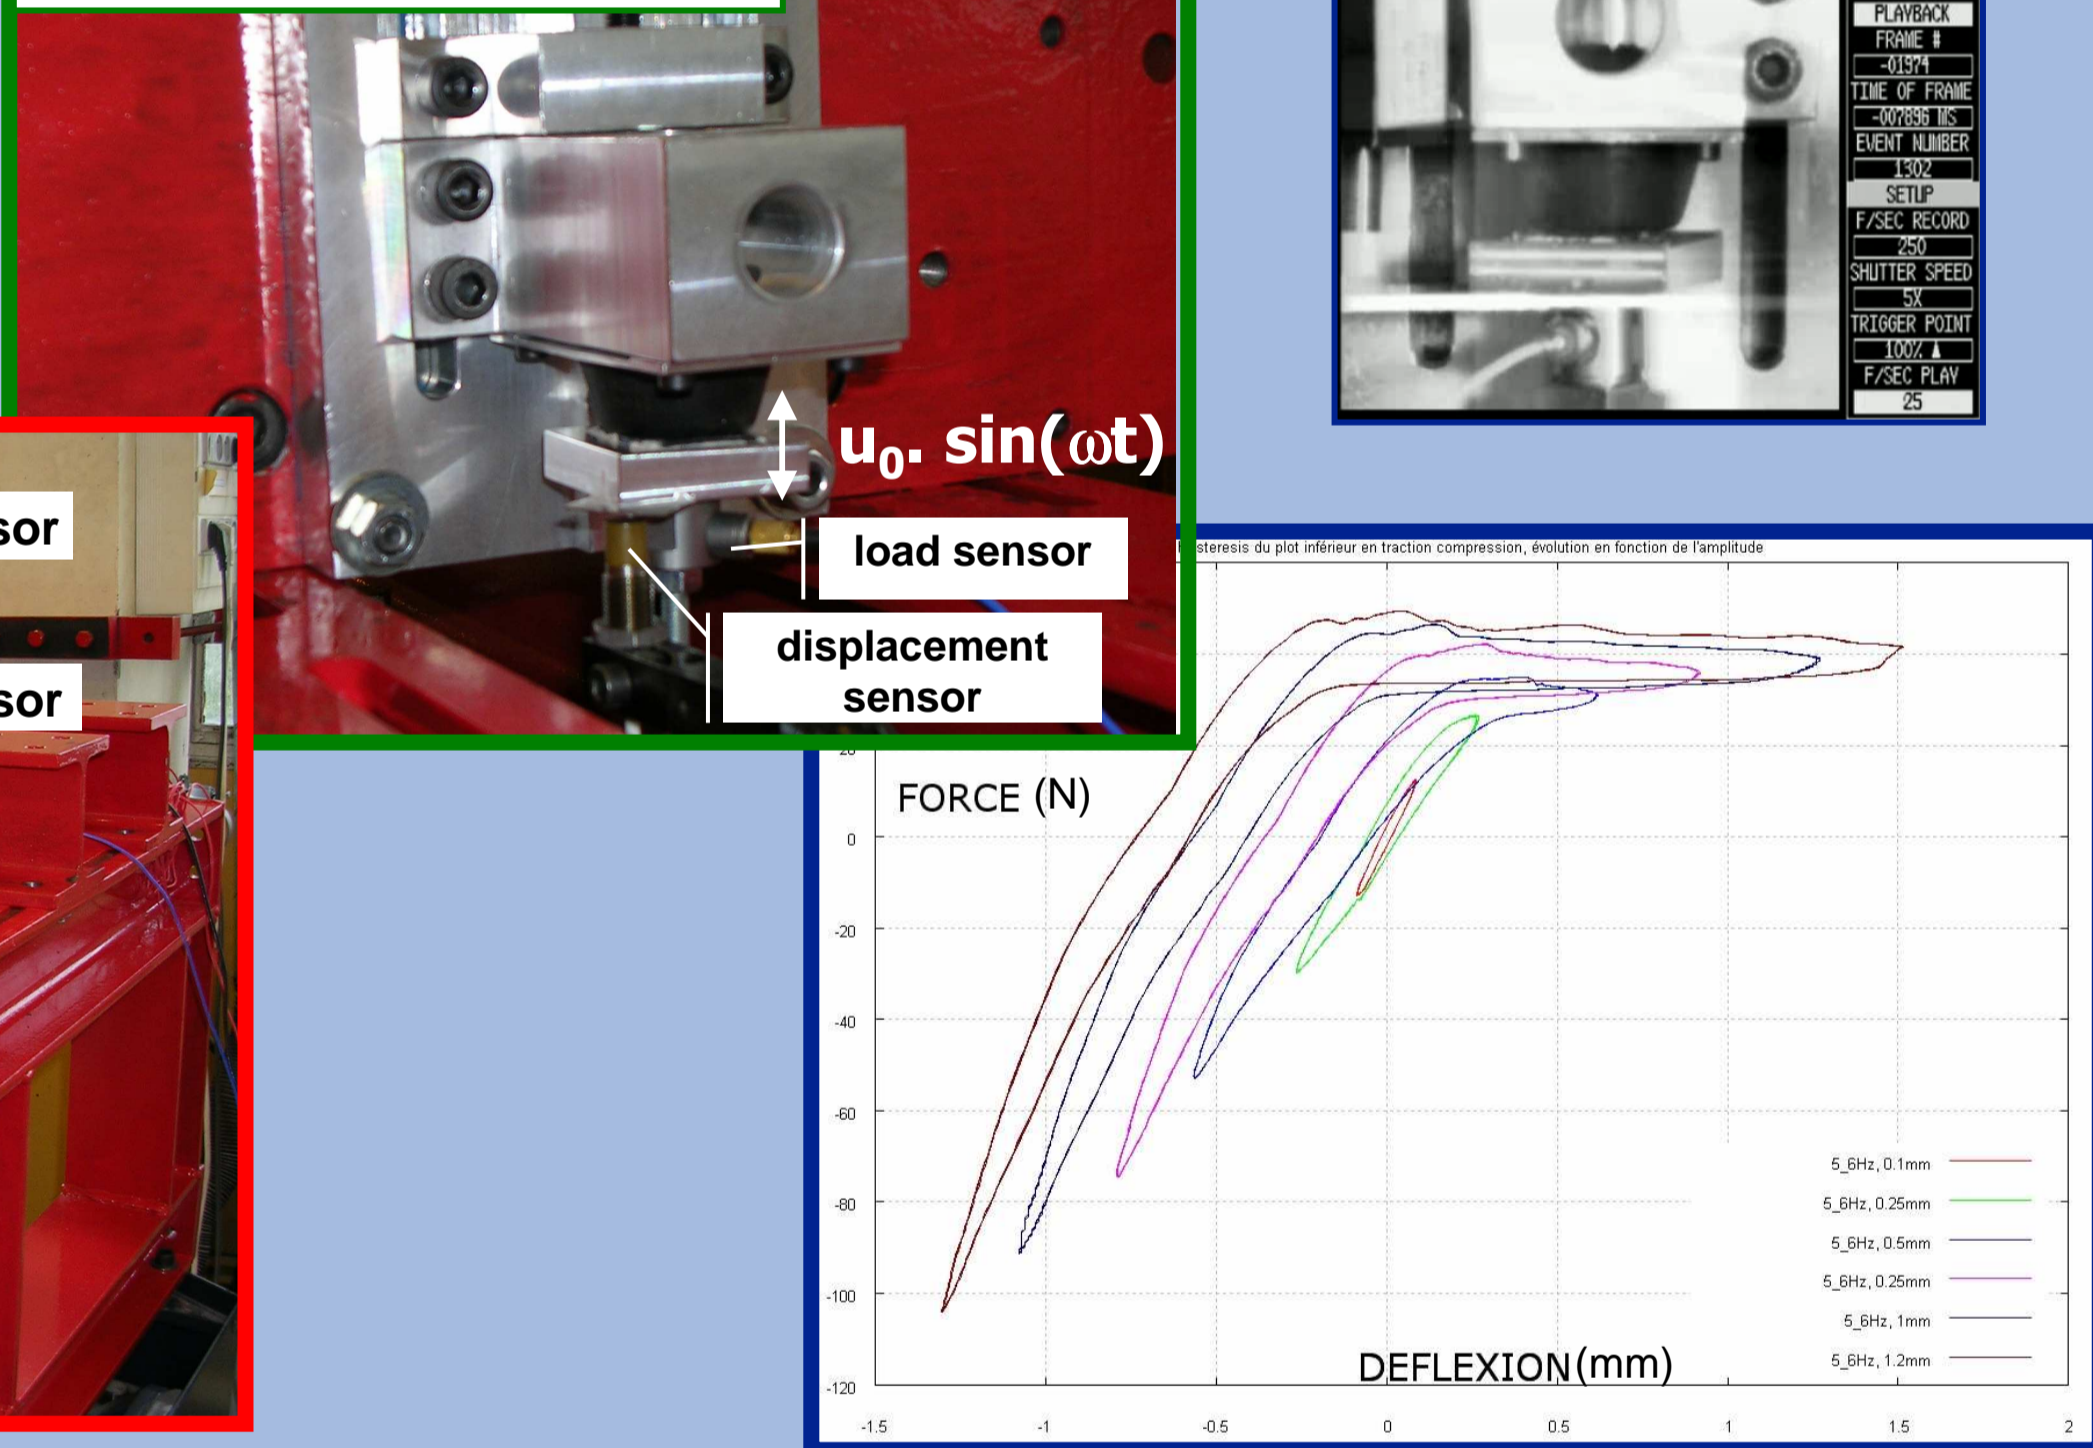 PLAYBACK
FRAME #
-01974
TIME OF FRAME
-007896 MS
EVENT NUMBER
1302
SETUP
F/SEC RECORD
250
SHUTTER SPEED
5X
TRIGGER POINT
100% ▲
F/SEC PLAY
25
u₀. sin(ωt)
load sensor
displacement
sensor
sor
sor
steresis du plot inférieur en traction compression, évolution en fonction de l'amplitude
FORCE (N)
20
0
-20
-40
-60
-80
-100
-120
5_6Hz, 0.1mm
5_6Hz, 0.25mm
5_6Hz, 0.5mm
5_6Hz, 0.25mm
5_6Hz, 1mm
5_6Hz, 1.2mm
DEFLEXION (mm)
-1.5 -1 -0.5 0 0.5 1 1.5 2